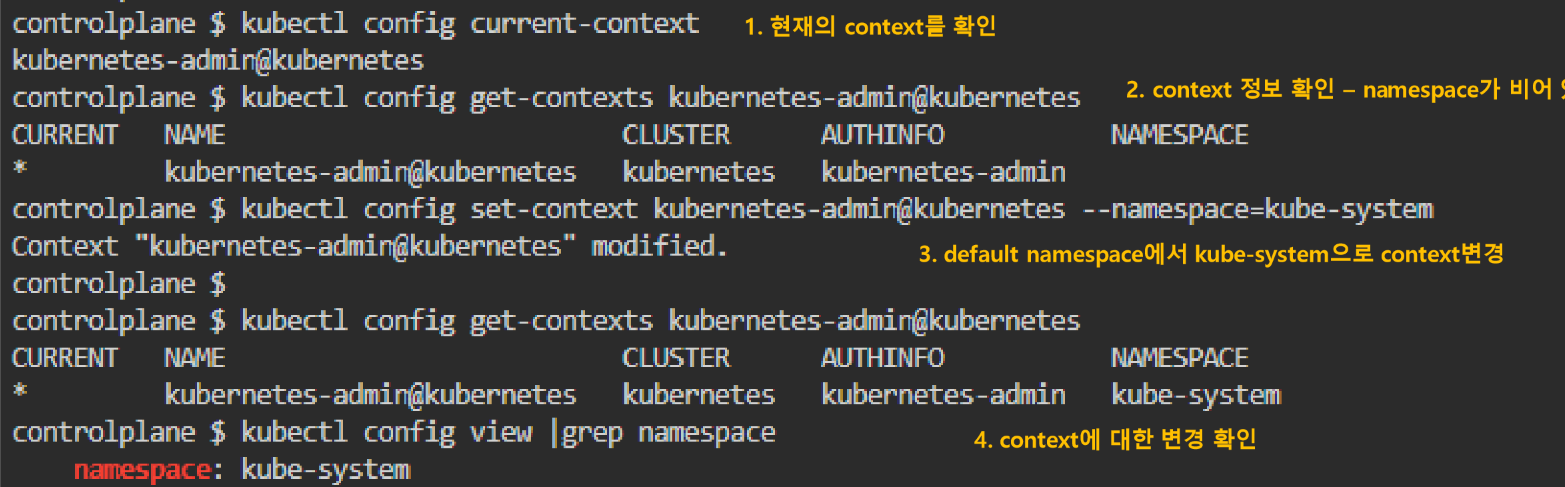 controlplane $ kubectl config current-context 1. 현재의 context를 확인
kubernetes-admin@kubernetes
controlplane $ kubectl config get-contexts kubernetes-admin@kubernetes 2. context 정보 확인 – namespace가 비어
CURRENT NAME CLUSTER AUTHINFO NAMESPACE
* kubernetes-admin@kubernetes kubernetes kubernetes-admin
controlplane $ kubectl config set-context kubernetes-admin@kubernetes --namespace=kube-system
Context "kubernetes-admin@kubernetes" modified. 3. default namespace에서 kube-system으로 context변경
controlplane $
controlplane $ kubectl config get-contexts kubernetes-admin@kubernetes
CURRENT NAME CLUSTER AUTHINFO NAMESPACE
* kubernetes-admin@kubernetes kubernetes kubernetes-admin kube-system
controlplane $ kubectl config view |grep namespace 4. context에 대한 변경 확인
namespace: kube-system